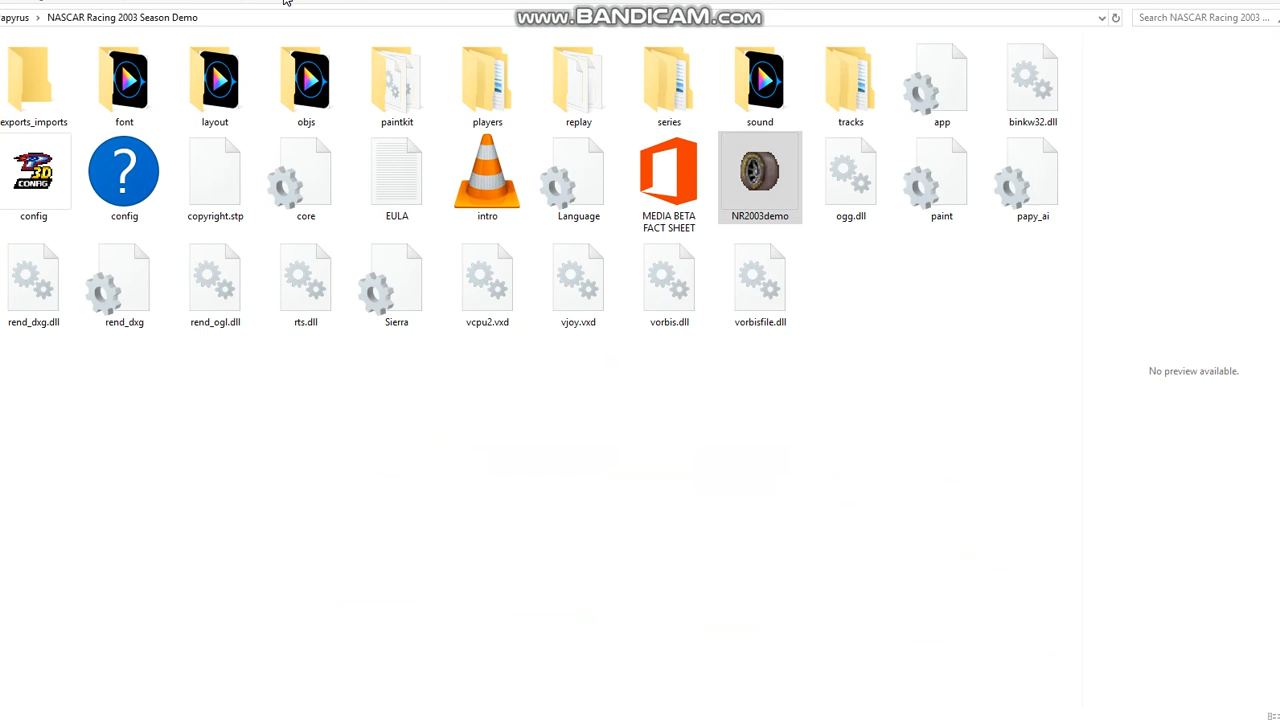 apyrus > NASCAR Racing 2003 Season Demo
www.BANDICAM.com
Search NASCAR Racing 2003 ...
exports_imports
font
layout
objs
paintkit
players
replay
series
sound
tracks
app
binkw32.dll
3D
CONFIG
config
?
config
copyright.stp
core
EULA
intro
Language
MEDIA BETA
FACT SHEET
NR2003demo
ogg.dll
paint
papy_ai
rend_dxg.dll
rend_dxg
rend_ogl.dll
rts.dll
Sierra
vcpu2.vxd
vjoy.vxd
vorbis.dll
vorbisfile.dll
No preview available.